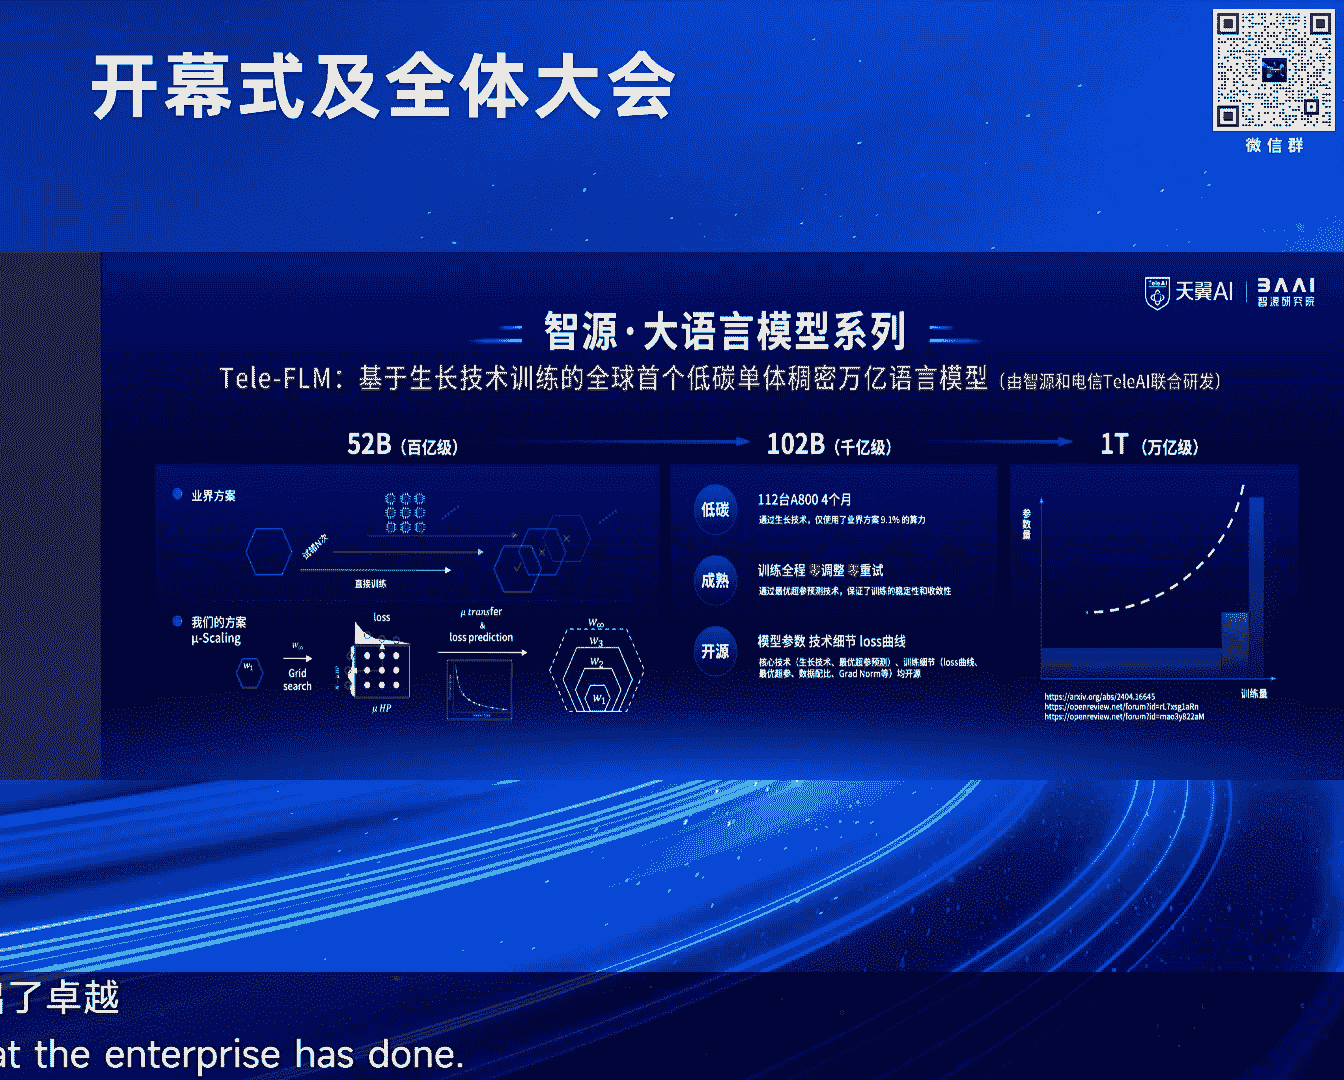 开幕式及全体大会
微信群
TeleAI 天翼AI
BAAI
智源研究院
智源·大语言模型系列
Tele-FLM：基于生长技术训练的全球首个低碳单体稠密万亿语言模型（由智源和电信TeleAI联合研发）
52B（百亿级）
102B（千亿级）
1T（万亿级）
业界方案
试错N次
直接训练
我们的方案
μ-Scaling
w₁
w∞
Grid
search
loss
μ HP
μ transfer
&
loss prediction
w∞
w₃
w₂
w₁
低碳
112台A800 4个月
通过生长技术，仅使用了业界方案 9.1% 的算力
成熟
训练全程 零调整 零重试
通过最优超参预测技术，保证了训练的稳定性和收敛性
开源
模型参数 技术细节 loss曲线
核心技术（生长技术、最优超参预测）、训练细节（loss曲线、
最优超参、数据配比、Grad Norm等）均开源
参数量
训练量
https://arxiv.org/abs/2404.16645
https://openreview.net/forum?id=rL7xsg1aRn
https://openreview.net/forum?id=mao3y822aM
了卓越
at the enterprise has done.